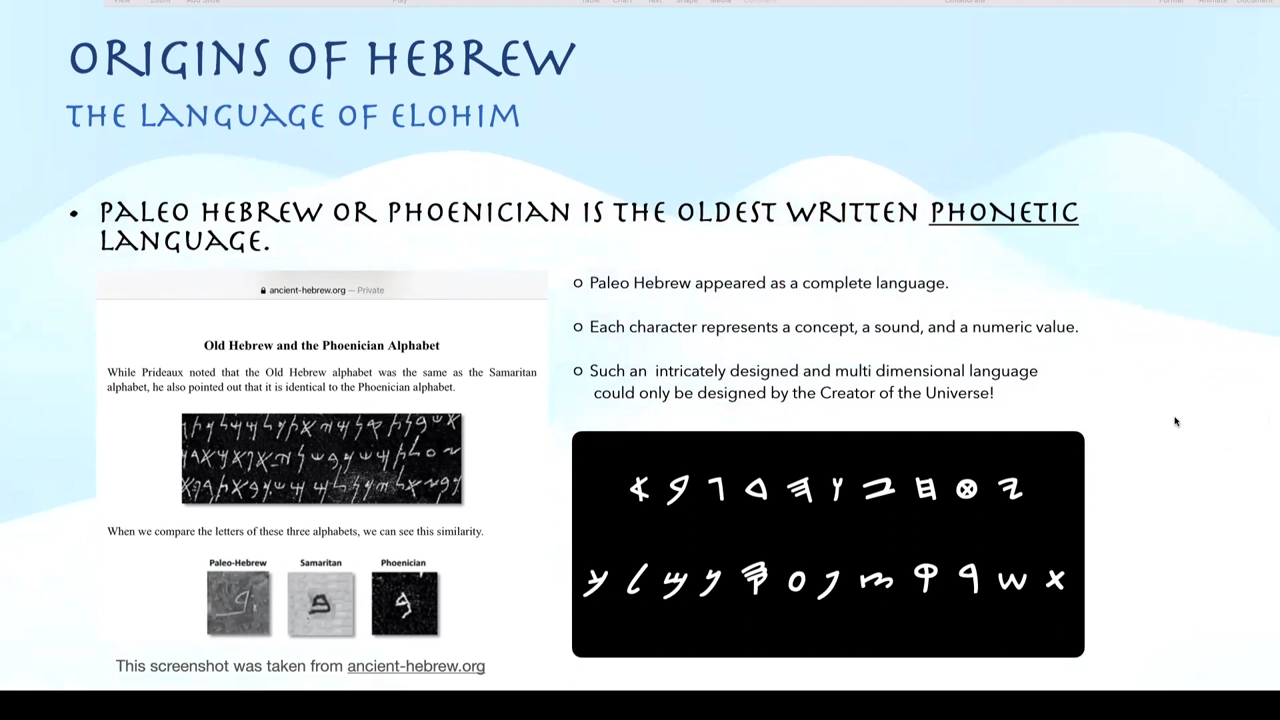 ORIGINS OF HEBREW
THE LANGUAGE OF ELOHIM
• PALEO HEBREW OR PHOENICIAN IS THE OLDEST WRITTEN PHONETIC
LANGUAGE.
ancient-hebrew.org — Private
Old Hebrew and the Phoenician Alphabet
While Prideaux noted that the Old Hebrew alphabet was the same as the Samaritan
alphabet, he also pointed out that it is identical to the Phoenician alphabet.
When we compare the letters of these three alphabets, we can see this similarity.
Paleo-Hebrew Samaritan Phoenician
This screenshot was taken from ancient-hebrew.org
o Paleo Hebrew appeared as a complete language.
o Each character represents a concept, a sound, and a numeric value.
o Such an intricately designed and multi dimensional language
could only be designed by the Creator of the Universe!
𐤀 𐤁 𐤂 𐤃 𐤄 𐤅 𐤆 𐤇 𐤈 𐤉
𐤊 𐤋 𐤌 𐤍 𐤎 𐤏 𐤐 𐤑 𐤒 𐤓 𐤔 𐤕